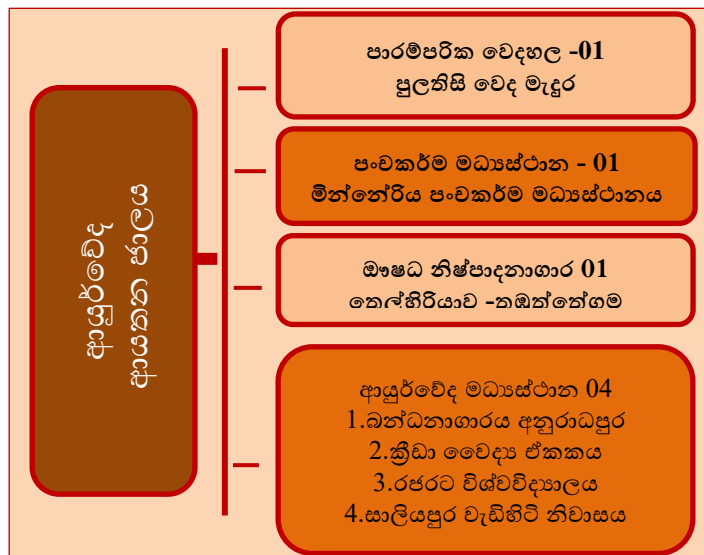 ආයුර්වේද
ආයතන ජාලය
පාරම්පරික වෙදහල -01
පුලතිසි වෙද මැදුර
පංචකර්ම මධ්‍යස්ථාන - 01
මින්නේරිය පංචකර්ම මධ්‍යස්ථානය
ඖෂධ නිෂ්පාදනාගාර 01
තෙල්හිරියාව -තඹුත්තේගම
ආයුර්වේද මධ්‍යස්ථාන 04
1.බන්ධනාගාරය අනුරාධපුර
2.ක්‍රීඩා වෛද්‍ය ඒකකය
3.රජරට විශ්වවිද්‍යාලය
4.සාලියපුර වැඩිහිටි නිවාසය